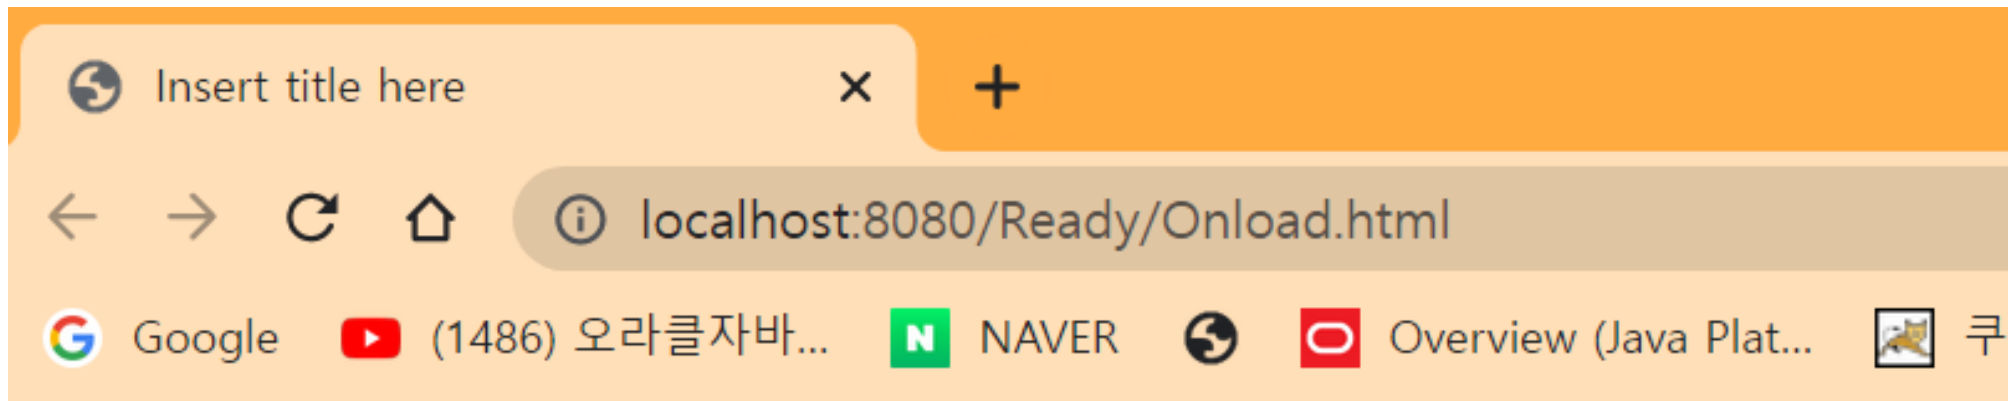 Insert title here
localhost:8080/Ready/Onload.html
Google (1486) 오라클자바... N NAVER Overview (Java Plat... 쿠